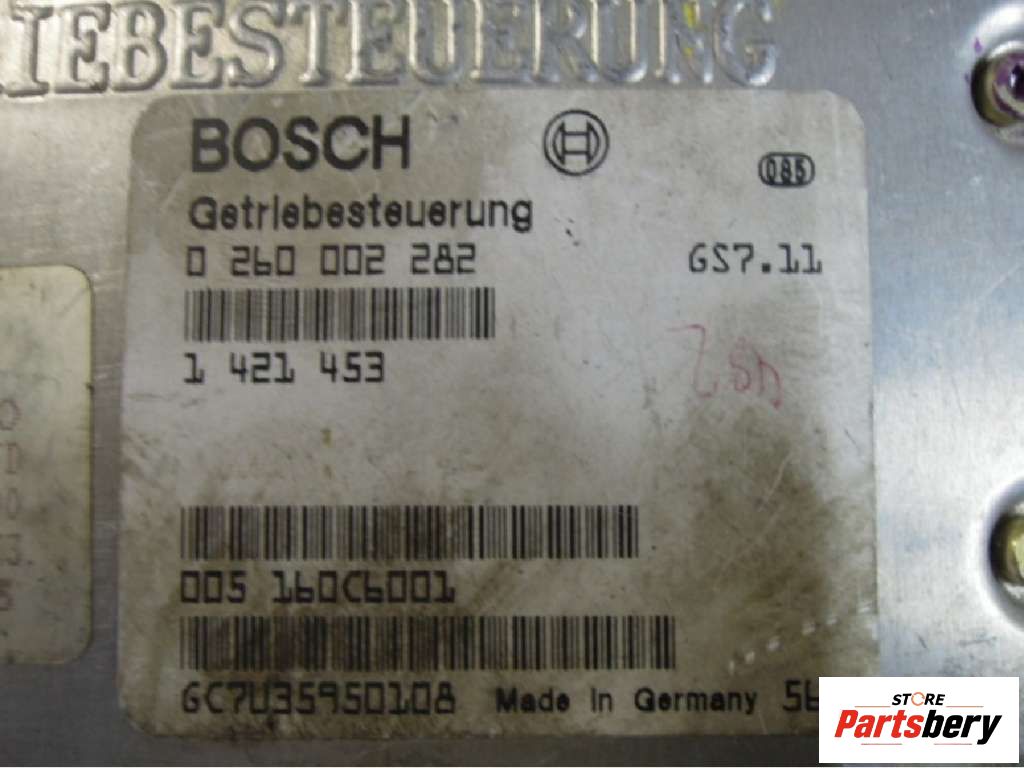 IEBESTEUERUNG
BOSCH
085
Getriebesteuerung
0 260 002 282 GS7.11
1 421 453
005 160C6001
GC7U35950108 Made in Germany 56
STORE
Partsbery